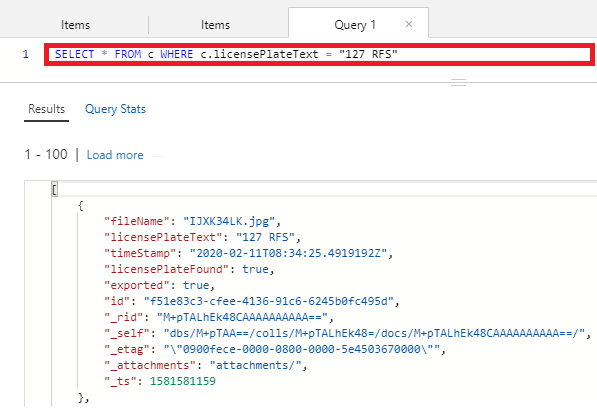 Items Items Query 1 ×
1 SELECT * FROM c WHERE c.licensePlateText = "127 RFS"
Results Query Stats
1 - 100 | Load more
[
{
"fileName": "IJXK34LK.jpg",
"licensePlateText": "127 RFS",
"timeStamp": "2020-02-11T08:34:25.4919192Z",
"licensePlateFound": true,
"exported": true,
"id": "f51e83c3-cfee-4136-91c6-6245b0fc495d",
"_rid": "M+pTALhEk48CAAAAAAAAAA==",
"_self": "dbs/M+pTAA==/colls/M+pTALhEk48=/docs/M+pTALhEk48CAAAAAAAAAA==/",
"_etag": "\"0900fece-0000-0800-0000-5e4503670000\"",
"_attachments": "attachments/",
"_ts": 1581581159
},